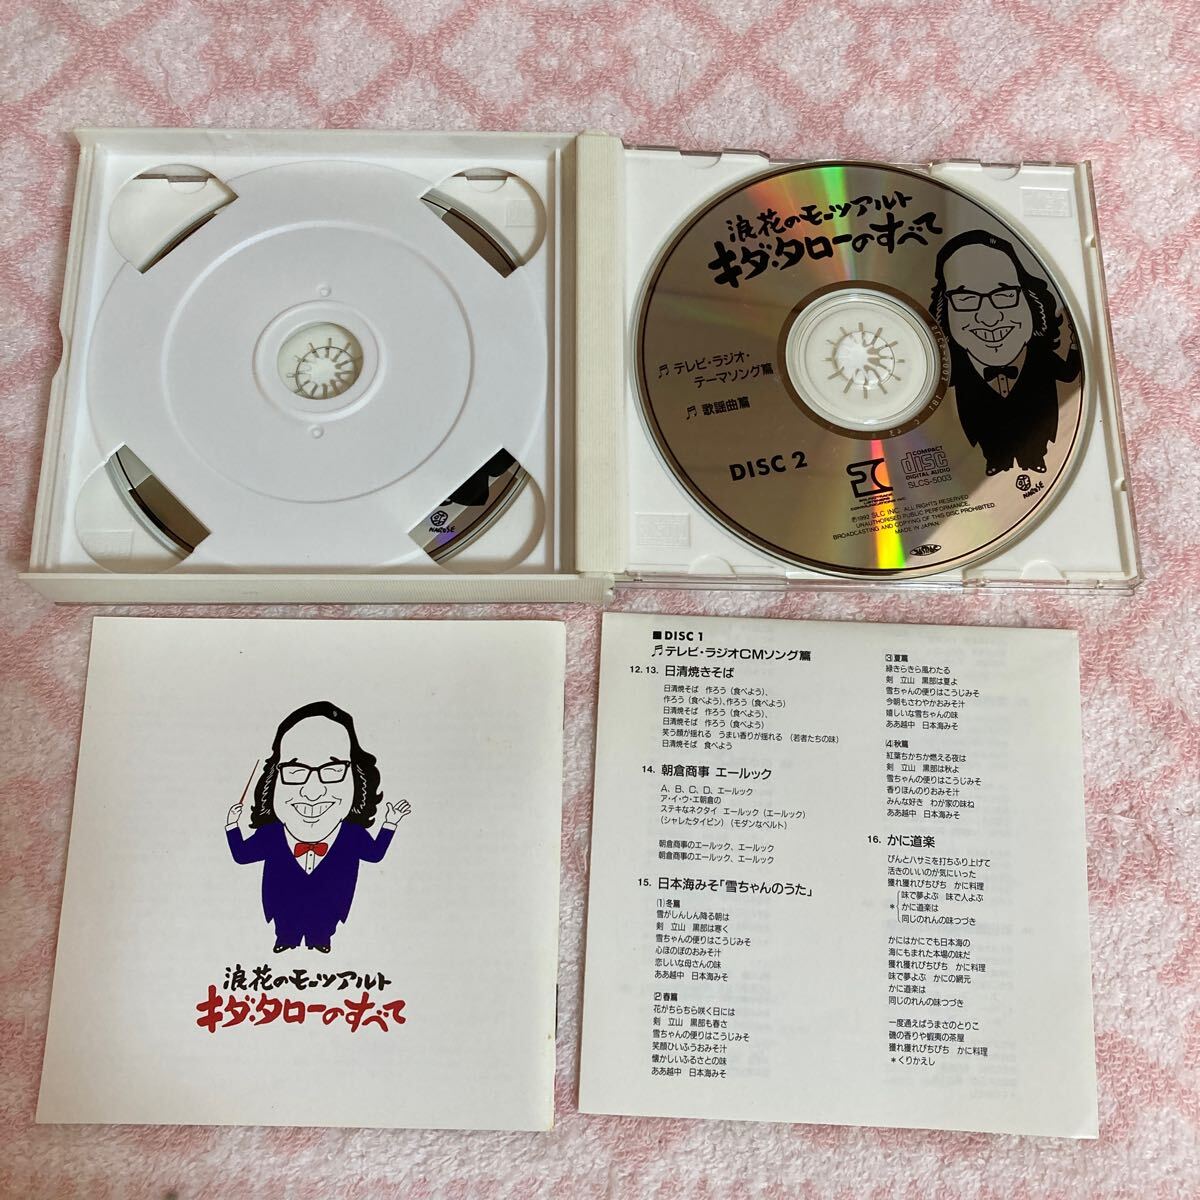 浪花のモーツアルト
キダ・タローのすべて
♬テレビ・ラジオ・
テーマソング篇
♬ 歌謡曲篇
DISC 2
COMPACT
disc
DIGITAL AUDIO
SLCS-5003
NARUSE
Ⓟ1992 SLC INC. ALL RIGHTS RESERVED.
UNAUTHORISED PUBLIC PERFORMANCE,
BROADCASTING AND COPYING OF THIS DISC PROHIBITED.
MADE IN JAPAN.
JASRAC
NARUSE
浪花のモーツアルト
キダ・タローのすべて
■DISC 1
♬テレビ・ラジオCMソング篇
12. 13. 日清焼きそば
日清焼そば 作ろう（食べよう）、
作ろう（食べよう）、作ろう（食べよう）
日清焼そば 作ろう（食べよう）、
日清焼そば 作ろう（食べよう）
笑う顔が揺れる うまい香りが揺れる （若者たちの味）
日清焼そば 食べよう
14. 朝倉商事 エールック
A、B、C、D、エールック
ア・イ・ウ・エ朝倉の
ステキなネクタイ エールック（エールック）
（シャレたタイピン）（モダンなベルト）
朝倉商事のエールック、エールック
朝倉商事のエールック、エールック
15. 日本海みそ「雪ちゃんのうた」
(1)冬篇
雪がしんしん降る朝は
剣 立山 黒部は寒く
雪ちゃんの便りはこうじみそ
心ほのぼのおみそ汁
恋しいな母さんの味
ああ越中 日本海みそ
(2)春篇
花がちらちら咲く日には
剣 立山 黒部も春さ
雪ちゃんの便りはこうじみそ
笑顔ひいふうおみそ汁
懐かしいふるさとの味
ああ越中 日本海みそ
(3)夏篇
緑きらきら風わたる
剣 立山 黒部は夏よ
雪ちゃんの便りはこうじみそ
今朝もさわやかおみそ汁
嬉しいな雪ちゃんの味
ああ越中 日本海みそ
(4)秋篇
紅葉ちかちか燃える夜は
剣 立山 黒部は秋よ
雪ちゃんの便りはこうじみそ
香りほんのりおみそ汁
みんな好き わが家の味ね
ああ越中 日本海みそ
16. かに道楽
ぴんとハサミを打ちふり上げて
活きのいいのが気にいった
獲れ獲れぴちぴち かに料理
味で夢よぶ 味で人よぶ
＊かに道楽は
同じのれんの味つづき
かにはかにでも日本海の
海にもまれた本場の味だ
獲れ獲れぴちぴち かに料理
味で夢よぶ かにの網元
かに道楽は
同じのれんの味つづき
一度通えばうまさのとりこ
磯の香りや蝦夷の茶屋
獲れ獲れぴちぴち かに料理
＊くりかえし